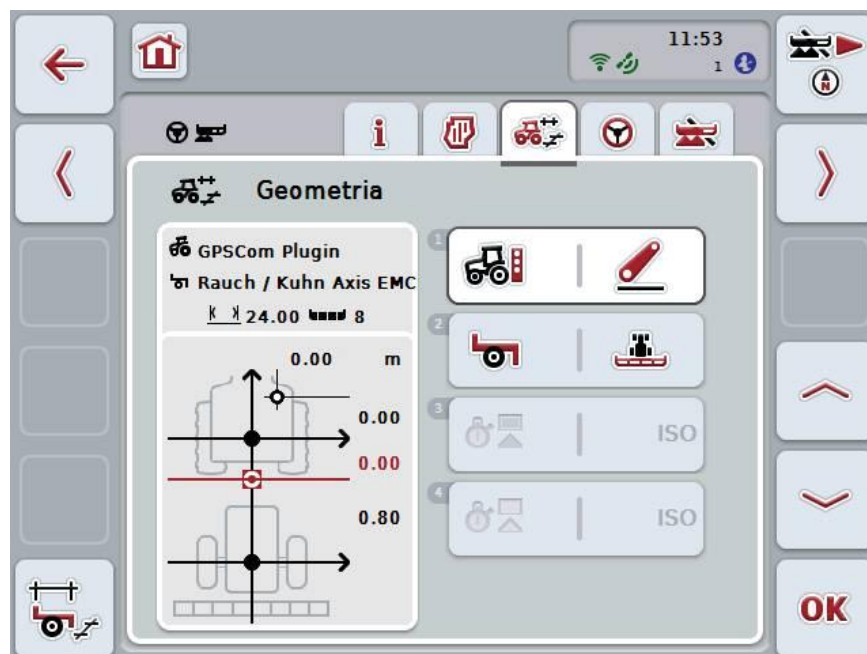 11:53
1
i
N
Geometria
GPSCom Plugin
Rauch / Kuhn Axis EMC
24.00 8
0.00 m
0.00
0.00
0.80
1
2
3
ISO
4
ISO
OK